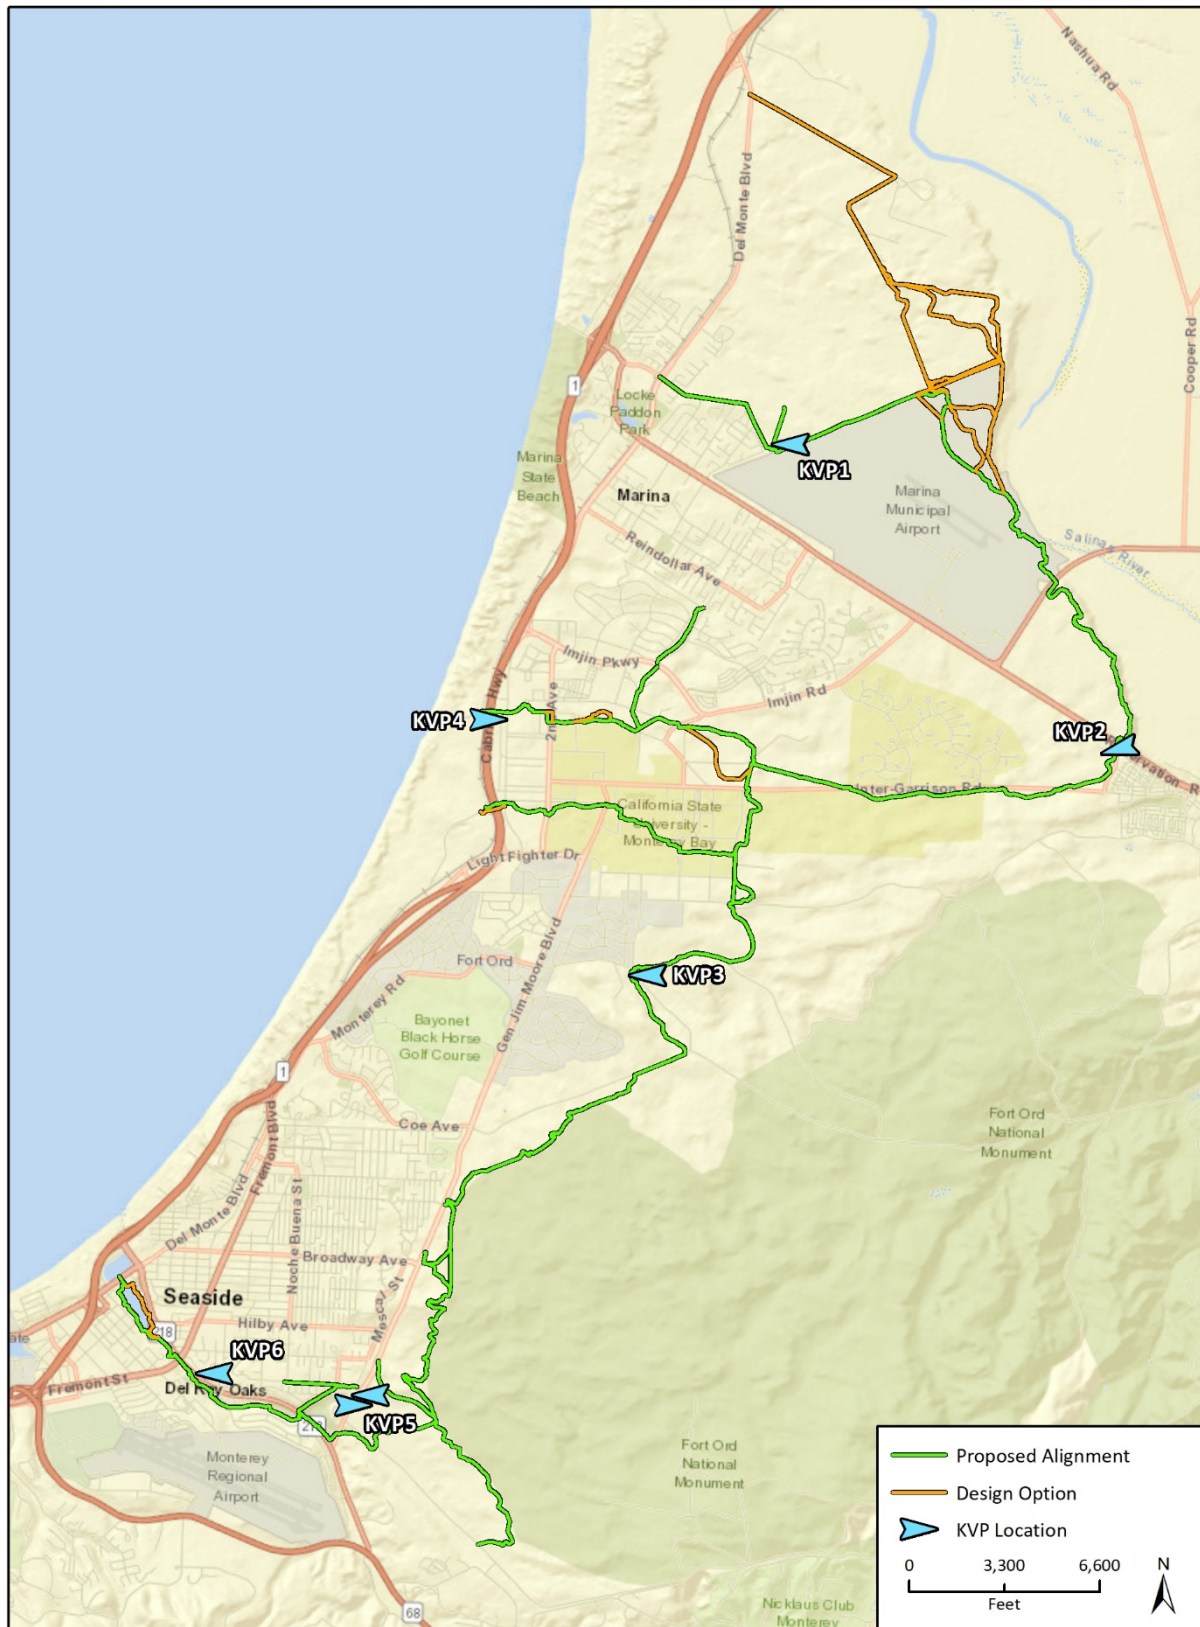 Nashua Rd
Del Monte Blvd
Cooper Rd
1
Locke
Paddon
Park
KVP1
Marina
State
Beach
Marina
Marina
Municipal
Airport
Salinas
River
Reindollar Ave
Imjin Pkwy
Imjin Rd
KVP4
2nd Ave
Hwy
KVP2
Inter-Garrison Rd
California State
University -
Monterey Bay
Light Fighter Dr
Gen Jim Moore Blvd
Fort Ord
KVP3
Monterey Rd
Bayonet
Black Horse
Golf Course
1
Coe Ave
Fort Ord
National
Monument
Fremont Blvd
Del Monte Blvd
Noche Buena St
Broadway Ave
Seaside
Hilby Ave
218
KVP6
Fremont St
Del Rey Oaks
KVP5
Monterey
Regional
Airport
Fort Ord
National
Monument
68
Nicklaus Club
Monterey
Proposed Alignment
Design Option
KVP Location
0 3,300 6,600
Feet
N